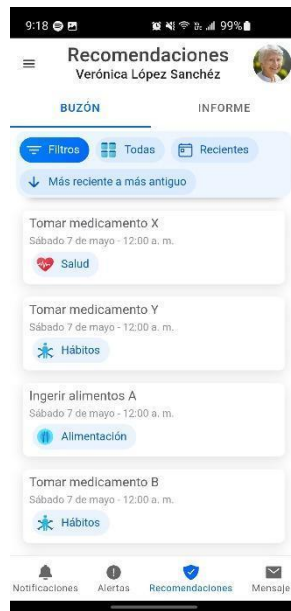 9:18 99%
Recomendaciones
Verónica López Sanchéz
BUZÓN INFORME
Filtros Todas Recientes
Más reciente a más antiguo
Tomar medicamento X
Sábado 7 de mayo - 12:00 a. m.
Salud
Tomar medicamento Y
Sábado 7 de mayo - 12:00 a. m.
Hábitos
Ingerir alimentos A
Sábado 7 de mayo - 12:00 a. m.
Alimentación
Tomar medicamento B
Sábado 7 de mayo - 12:00 a. m.
Hábitos
Notificaciones Alertas Recomendaciones Mensaje